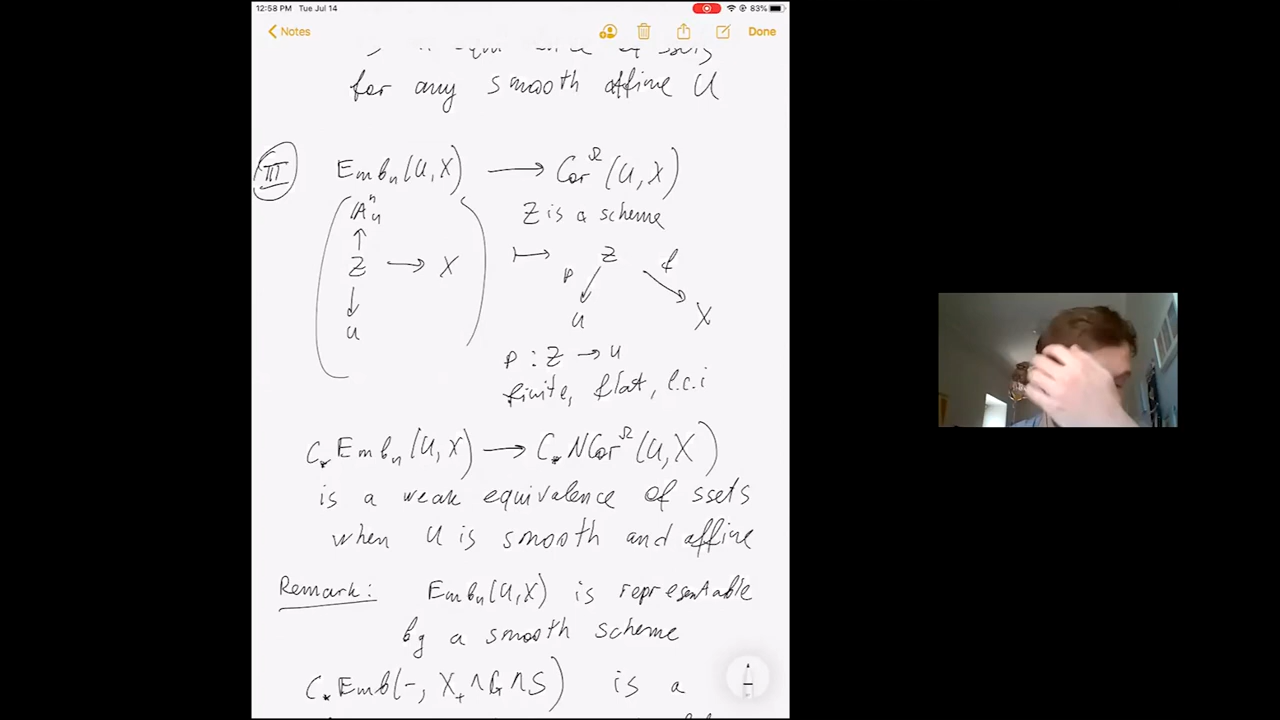 12:58 PM Tue Jul 14 83%
Notes Done
for any smooth affine U
III Emb_n(U,X) ⟶ Cor^Ω(U,X)
A^n_U Z is a scheme
↑
Z ⟶ X ⟼ Z
p f
↓
U U X
p : Z → U
finite, flat, l.c.i
C_* Emb_n(U,X) ⟶ C_* NCor^Ω(U,X)
is a weak equivalence of ssets
when U is smooth and affine
Remark: Emb_n(U,X) is representable
by a smooth scheme
C_* Emb(-, X_+ ∧ ∧ S) is a